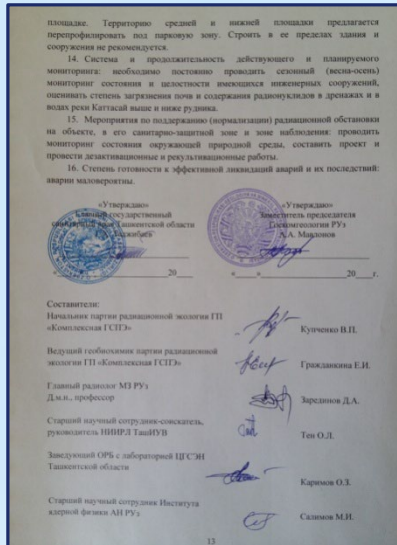 площадке. Территорию средней и нижней площадки предлагается
перепрофилировать под парковую зону. Строить в ее пределах здания и
сооружения не рекомендуется.
14. Система и продолжительность действующего и планируемого
мониторинга: необходимо постоянно проводить сезонный (весна-осень)
мониторинг состояния и целостности имеющихся инженерных сооружений,
оценивать степень загрязнения почв и содержания радионуклидов в дренажах и в
водах реки Каттасай выше и ниже рудника.
15. Мероприятия по поддержанию (нормализации) радиационной обстановки
на объекте, в его санитарно-защитной зоне и зоне наблюдения: проводить
мониторинг состояния окружающей природной среды, составить проект и
провести дезактивационные и рекультивационные работы.
16. Степень готовности к эффективной ликвидаций аварий и их последствий:
аварии маловероятны.
«Утверждаю»
Главный государственный
санитарный врач Ташкентской области
20
«Утверждаю»
Заместитель председателя
Госкомгеологии РУз
А.А. Мавлонов
« » 20 г.
Составители:
Начальник партии радиационной экологии ГП
«Комплексная ГСПЭ» Купченко В.П.
Ведущий геобиохимик партии радиационной
экологии ГП «Комплексная ГСПЭ» Гражданкина Е.И.
Главный радиолог МЗ РУз
Д.м.н., профессор Зарединов Д.А.
Старший научный сотрудник-соискатель,
руководитель НИИРЛ ТашИУВ Тен О.Л.
Заведующий ОРБ с лабораторией ЦГСЭН
Ташкентской области Каримов О.З.
Старший научный сотрудник Института
ядерной физики АН РУз Салимов М.И.
13